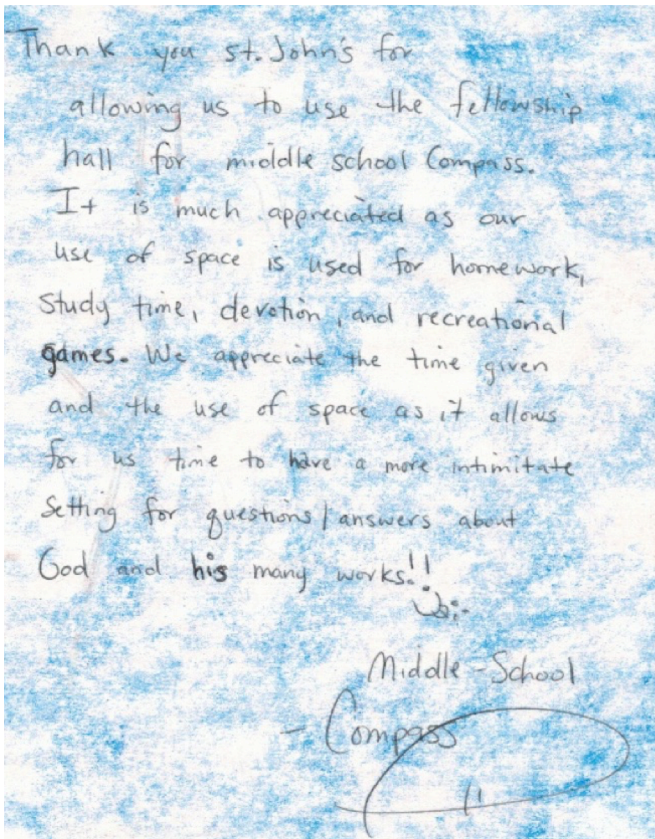 Thank you st. John's for
allowing us to use the fellowship
hall for middle school Compass.
It is much appreciated as our
use of space is used for homework,
Study time, devotion, and recreational
games. We appreciate the time given
and the use of space as it allows
for us time to have a more intimitate
Setting for questions/answers about
God and his many works!!
Middle-School
- Compass